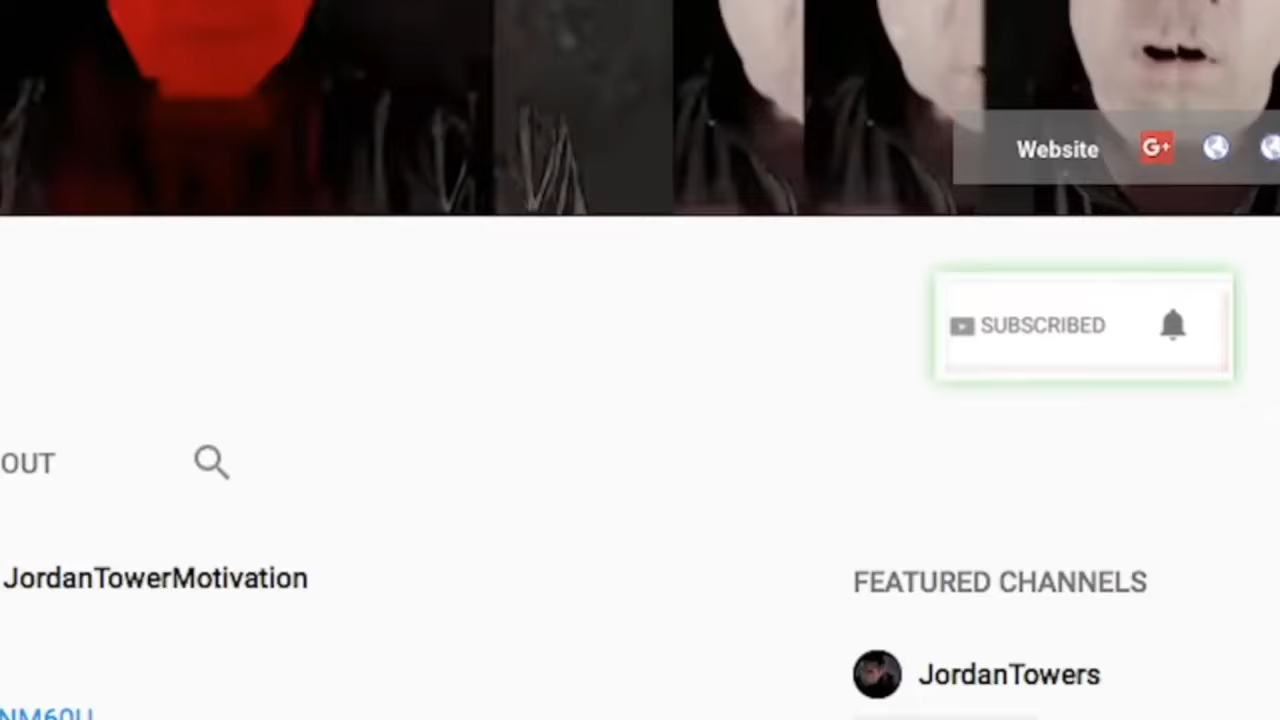 Website G+
SUBSCRIBED
OUT
JordanTowerMotivation
FEATURED CHANNELS
JordanTowers